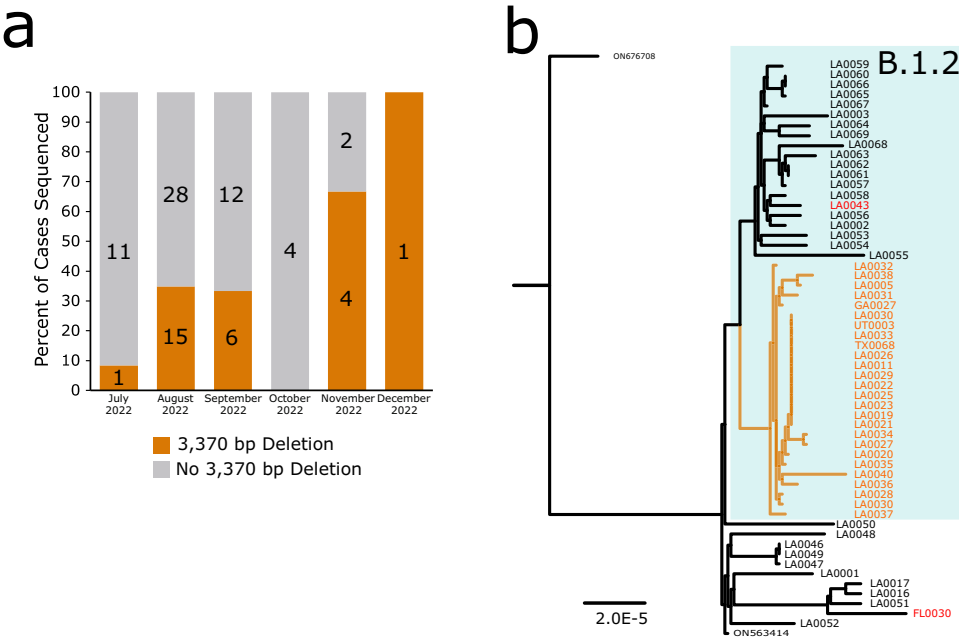 a
Percent of Cases Sequenced
100
90
80
70
60
50
40
30
20
10
0
11
1
28
15
12
6
4
2
4
1
July
2022
August
2022
September
2022
October
2022
November
2022
December
2022
3,370 bp Deletion
No 3,370 bp Deletion
b
B.1.2
ON676708
LA0059
LA0060
LA0066
LA0065
LA0067
LA0003
LA0064
LA0069
LA0068
LA0063
LA0062
LA0061
LA0057
LA0058
LA0043
LA0056
LA0002
LA0053
LA0054
LA0055
LA0032
LA0038
LA0005
LA0031
GA0027
LA0030
UT0003
LA0033
TX0068
LA0026
LA0011
LA0029
LA0022
LA0025
LA0023
LA0019
LA0021
LA0034
LA0027
LA0020
LA0035
LA0040
LA0036
LA0028
LA0030
LA0037
LA0050
LA0048
LA0046
LA0049
LA0047
LA0001
LA0017
LA0016
LA0051
FL0030
LA0052
ON563414
2.0E-5